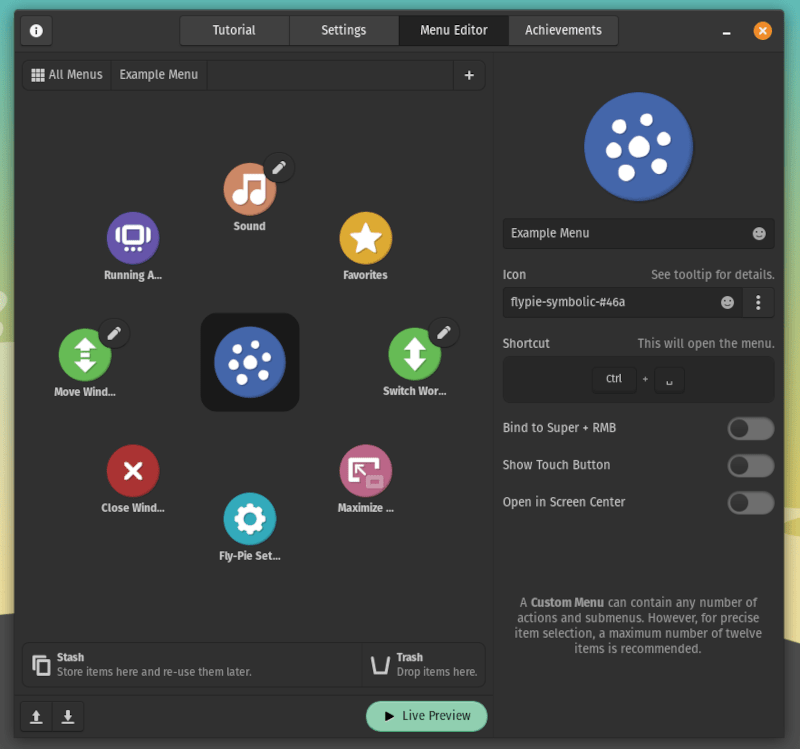 Tutorial
Settings
Menu Editor
Achievements
All Menus
Example Menu
Sound
Running A...
Favorites
Move Wind...
Switch Wor...
Close Wind...
Maximize ...
Fly-Pie Set...
Stash
Store items here and re-use them later.
Trash
Drop items here.
Live Preview
Example Menu
Icon
See tooltip for details.
flypie-symbolic-#46a
Shortcut
This will open the menu.
Ctrl + ␣
Bind to Super + RMB
Show Touch Button
Open in Screen Center
A Custom Menu can contain any number of
actions and submenus. However, for precise
item selection, a maximum number of twelve
items is recommended.